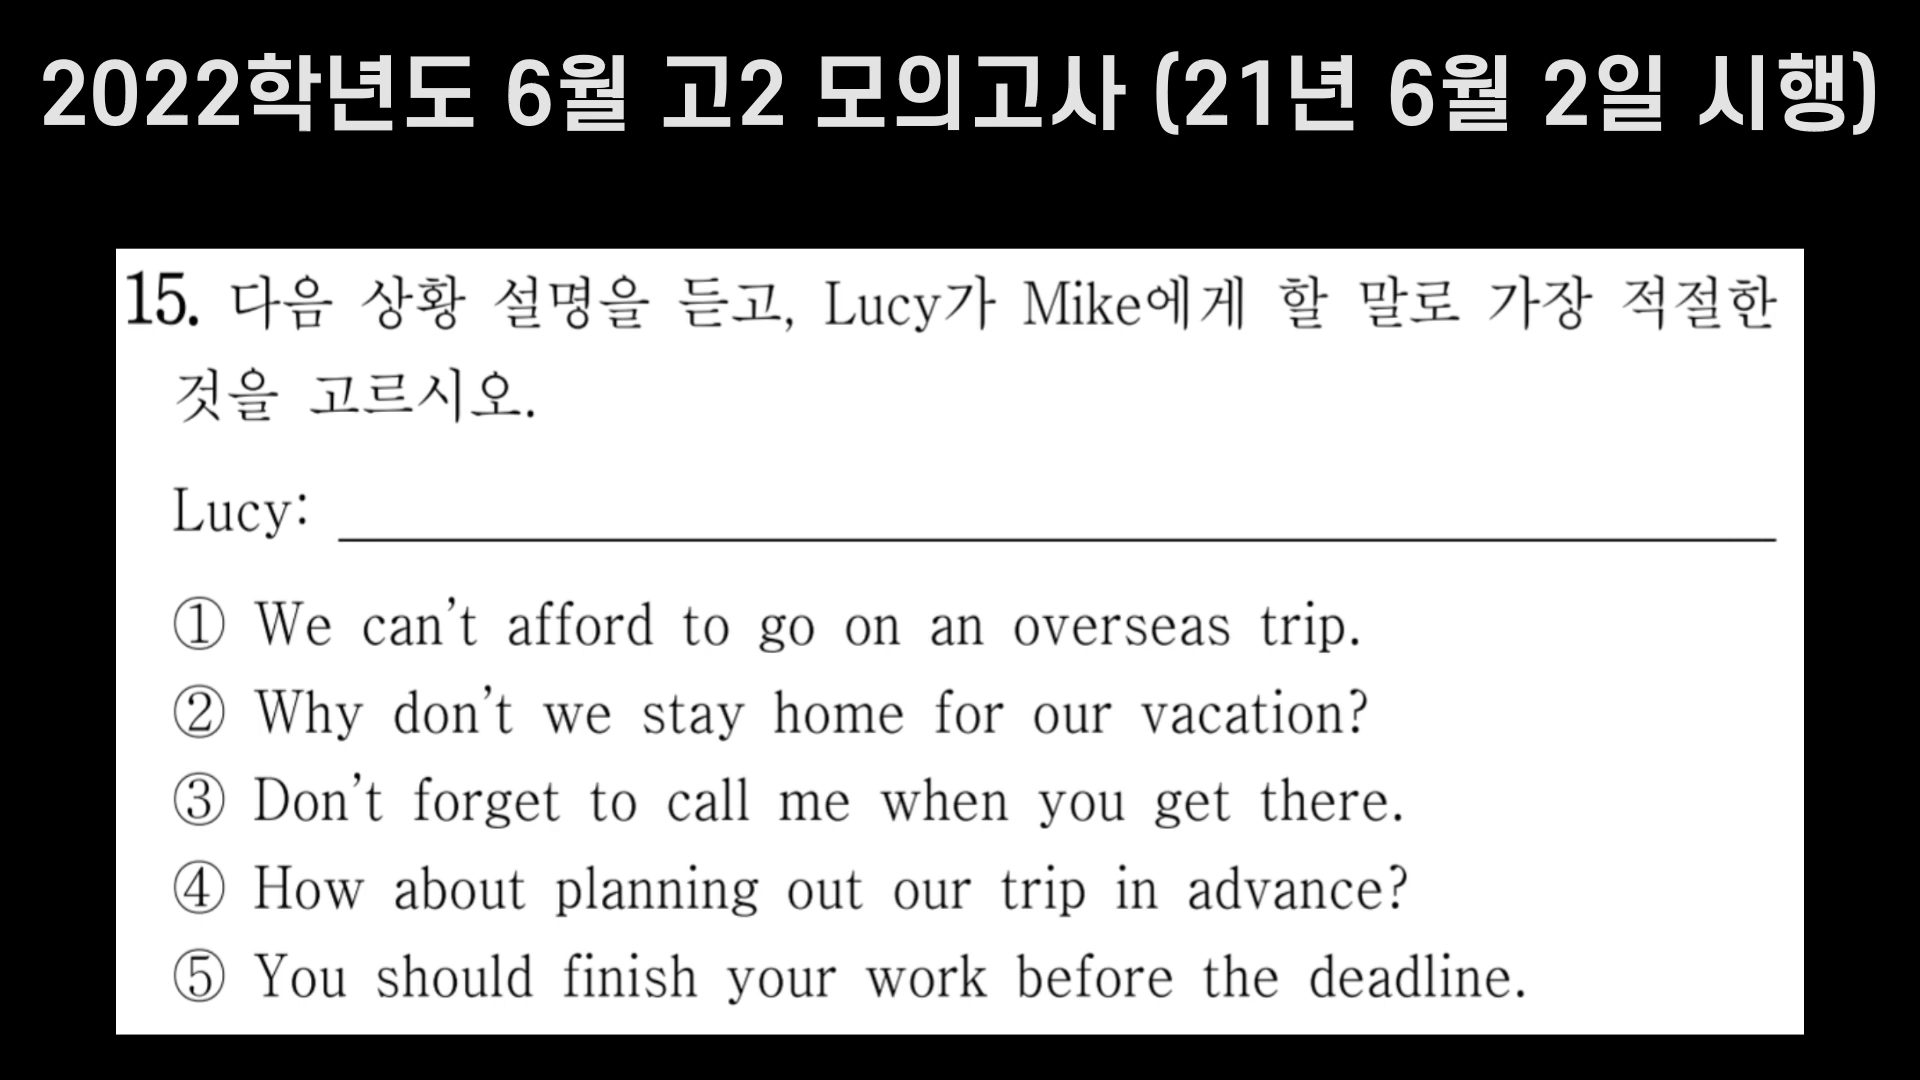 2022학년도 6월 고2 모의고사 (21년 6월 2일 시행)
15. 다음 상황 설명을 듣고, Lucy가 Mike에게 할 말로 가장 적절한
것을 고르시오.
Lucy:
① We can't afford to go on an overseas trip.
② Why don't we stay home for our vacation?
③ Don't forget to call me when you get there.
④ How about planning out our trip in advance?
⑤ You should finish your work before the deadline.